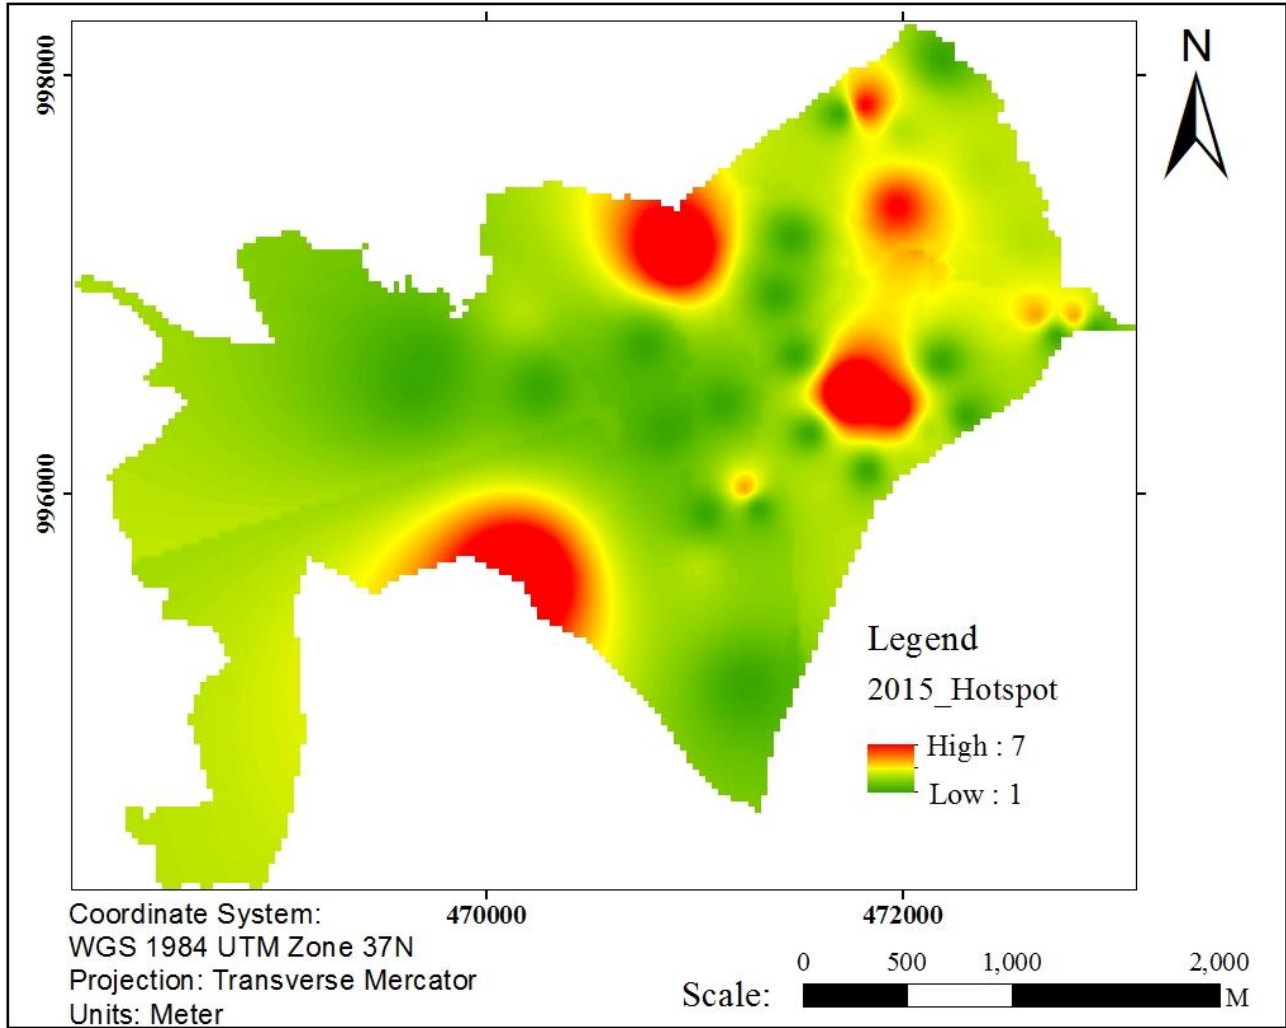 N
998000
996000
Legend
2015_Hotspot
High : 7
Low : 1
470000
472000
Coordinate System:
WGS 1984 UTM Zone 37N
Projection: Transverse Mercator
Units: Meter
0 500 1,000 2,000
Scale: M